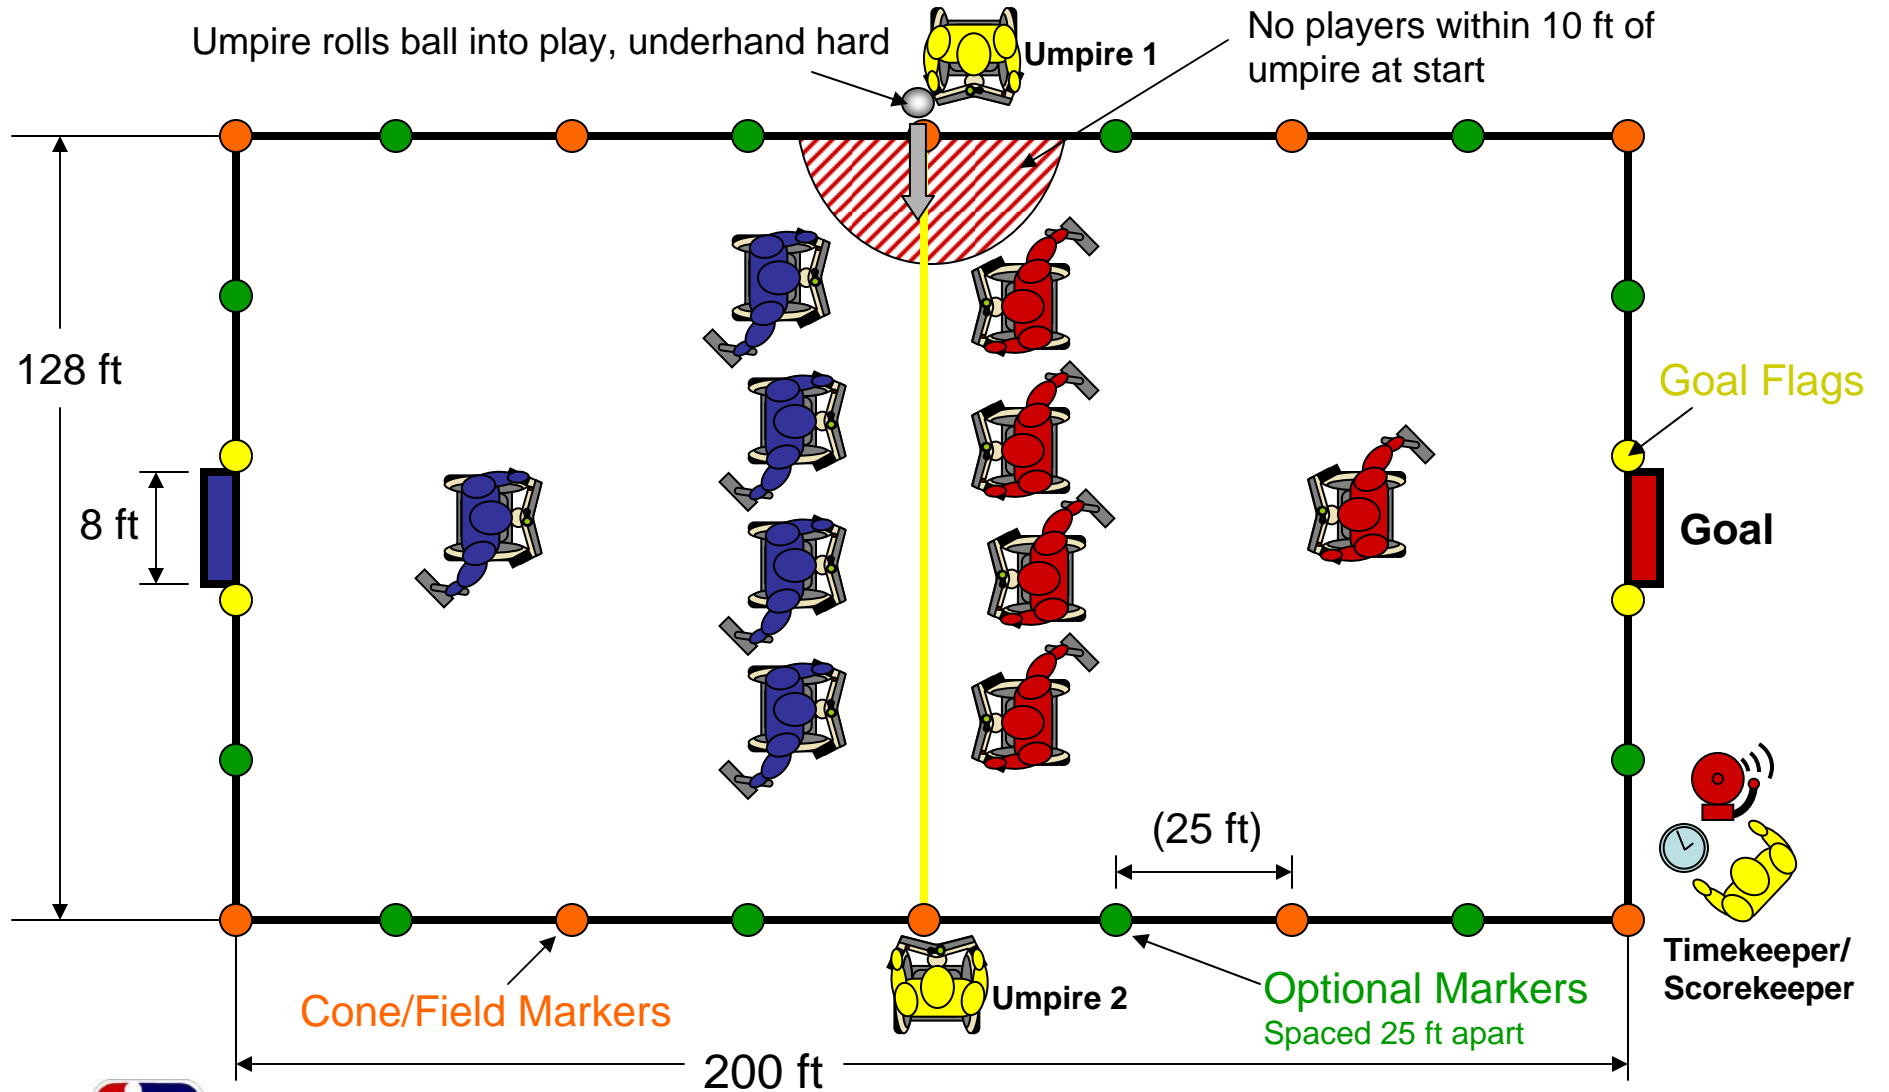 Umpire rolls ball into play, underhand hard
Umpire 1
No players within 10 ft of
umpire at start
128 ft
Goal Flags
8 ft
Goal
(25 ft)
Timekeeper/
Scorekeeper
Cone/Field Markers
Umpire 2
Optional Markers
Spaced 25 ft apart
200 ft